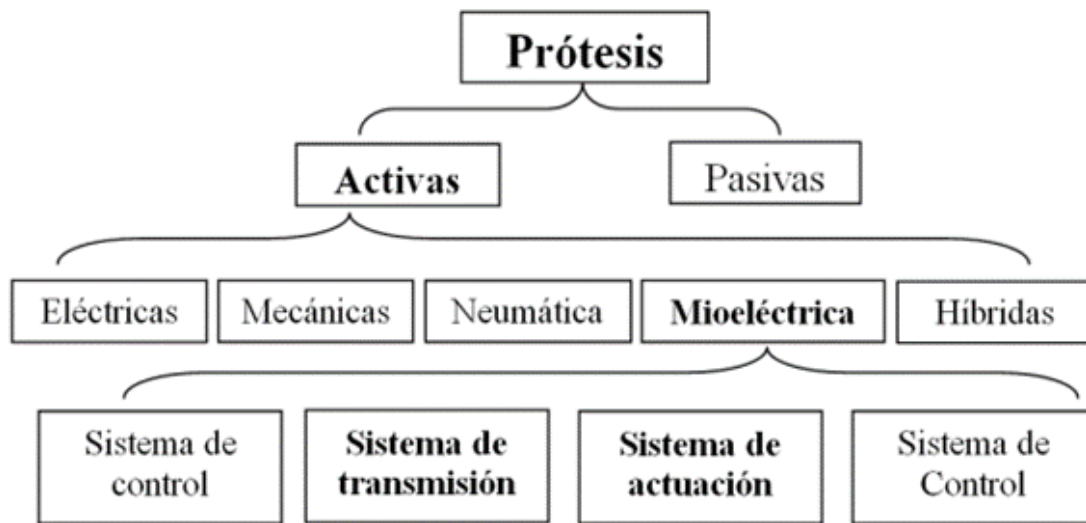 Prótesis
Activas
Pasivas
Eléctricas
Mecánicas
Neumática
Mioeléctrica
Híbridas
Sistema de
control
Sistema de
transmisión
Sistema de
actuación
Sistema de
Control